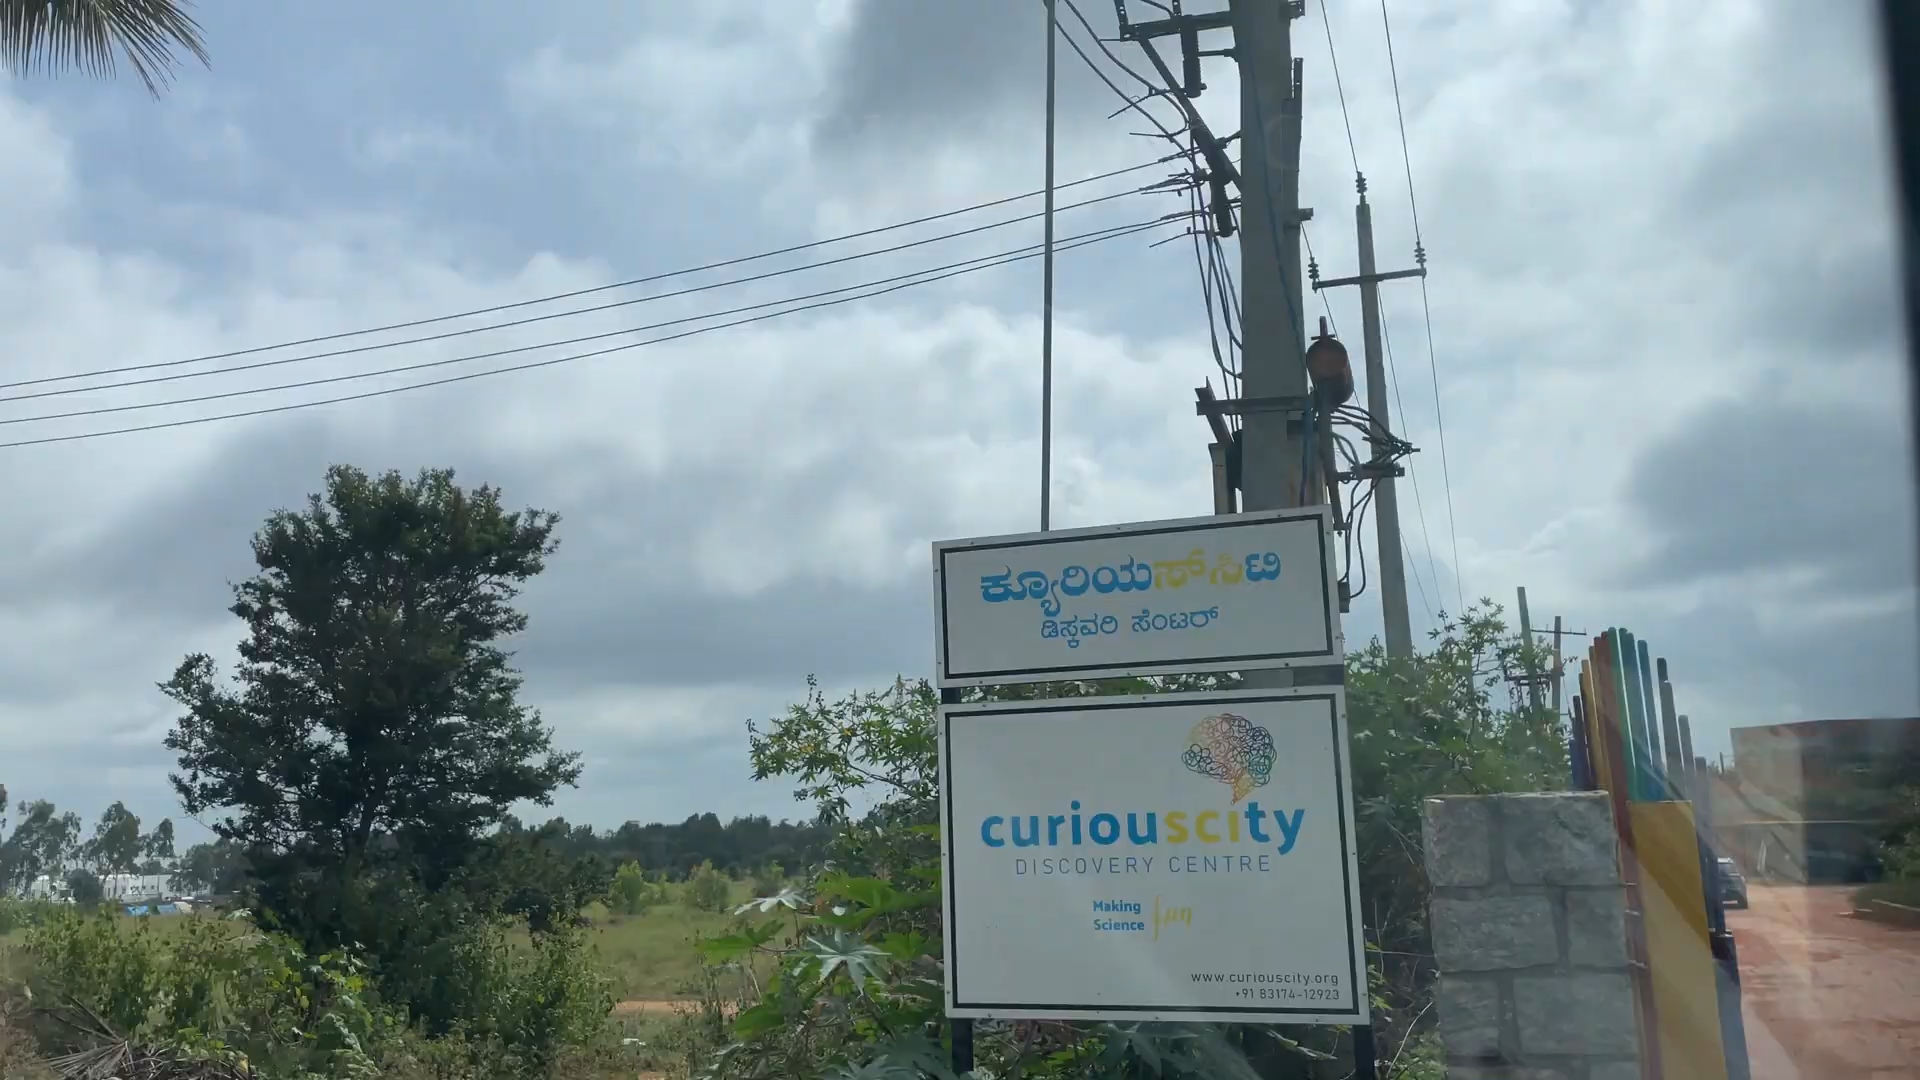 ಕ್ಯೂರಿಯಸ್‌ಸಿಟಿ
ಡಿಸ್ಕವರಿ ಸೆಂಟರ್
curiouscity
DISCOVERY CENTRE
Making
Science fun
www.curiouscity.org
+91 83174-12923